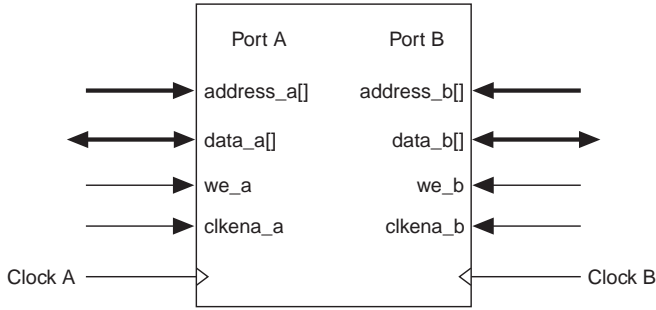 Port A Port B
address_a[] address_b[]
data_a[] data_b[]
we_a we_b
clkena_a clkena_b
Clock A Clock B